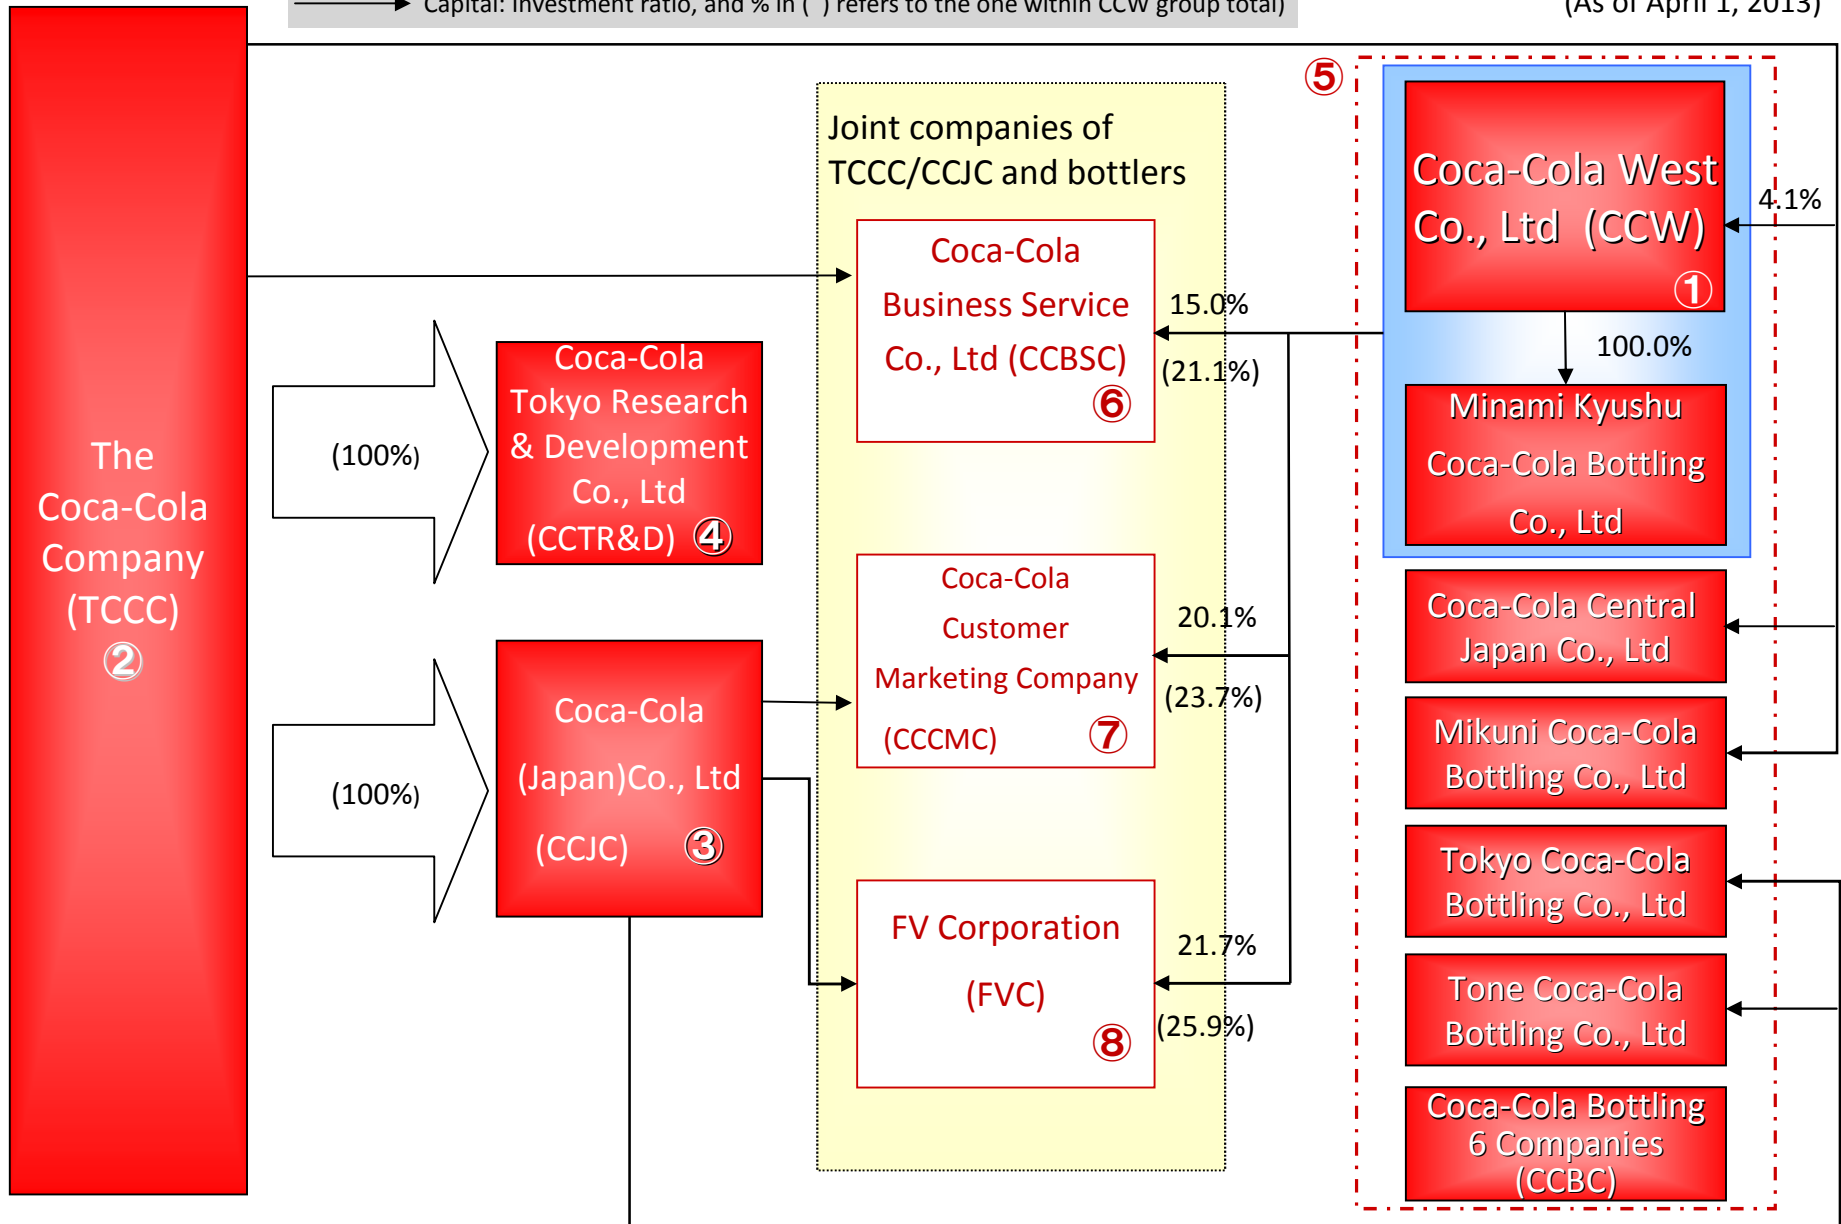 Capital: Investment ratio, and % in ( ) refers to the one within CCW group total)
(As of April 1, 2013)
The
Coca-Cola
Company
(TCCC)
②
(100%)
(100%)
Coca-Cola
Tokyo Research
& Development
Co., Ltd
(CCTR&D) ④
Coca-Cola
(Japan)Co., Ltd
(CCJC) ③
Joint companies of
TCCC/CCJC and bottlers
Coca-Cola
Business Service
Co., Ltd (CCBSC)
⑥
15.0%
(21.1%)
Coca-Cola
Customer
Marketing Company
(CCCMC) ⑦
20.1%
(23.7%)
FV Corporation
(FVC)
⑧
21.7%
(25.9%)
⑤
Coca-Cola West
Co., Ltd (CCW)
①
4.1%
100.0%
Minami Kyushu
Coca-Cola Bottling
Co., Ltd
Coca-Cola Central
Japan Co., Ltd
Mikuni Coca-Cola
Bottling Co., Ltd
Tokyo Coca-Cola
Bottling Co., Ltd
Tone Coca-Cola
Bottling Co., Ltd
Coca-Cola Bottling
6 Companies
(CCBC)